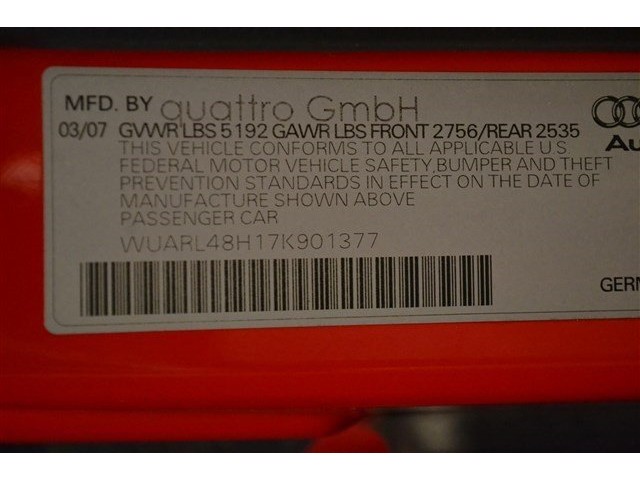 MFD. BY quattro GmbH
03/07 GVWR LBS 5192 GAWR LBS FRONT 2756/REAR 2535
THIS VEHICLE CONFORMS TO ALL APPLICABLE U.S.
FEDERAL MOTOR VEHICLE SAFETY,BUMPER AND THEFT
PREVENTION STANDARDS IN EFFECT ON THE DATE OF
MANUFACTURE SHOWN ABOVE
PASSENGER CAR
WUARL48H17K901377
Au
GERN